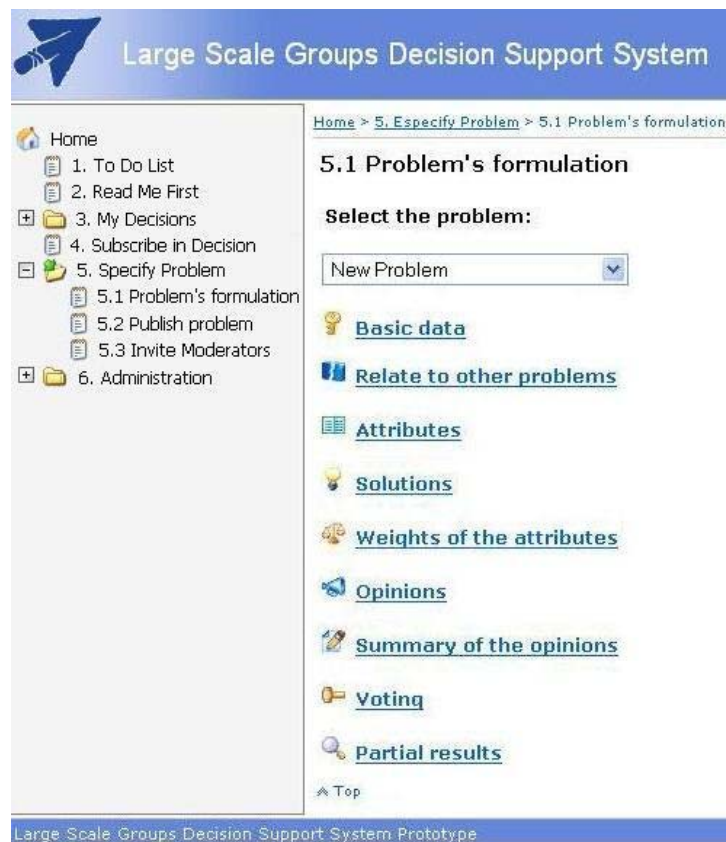 Large Scale Groups Decision Support System
Home
1. To Do List
2. Read Me First
3. My Decisions
4. Subscribe in Decision
5. Specify Problem
5.1 Problem's formulation
5.2 Publish problem
5.3 Invite Moderators
6. Administration
Home > 5. Especify Problem > 5.1 Problem's formulation
5.1 Problem's formulation
Select the problem:
New Problem
Basic data
Relate to other problems
Attributes
Solutions
Weights of the attributes
Opinions
Summary of the opinions
Voting
Partial results
Top
Large Scale Groups Decision Support System Prototype